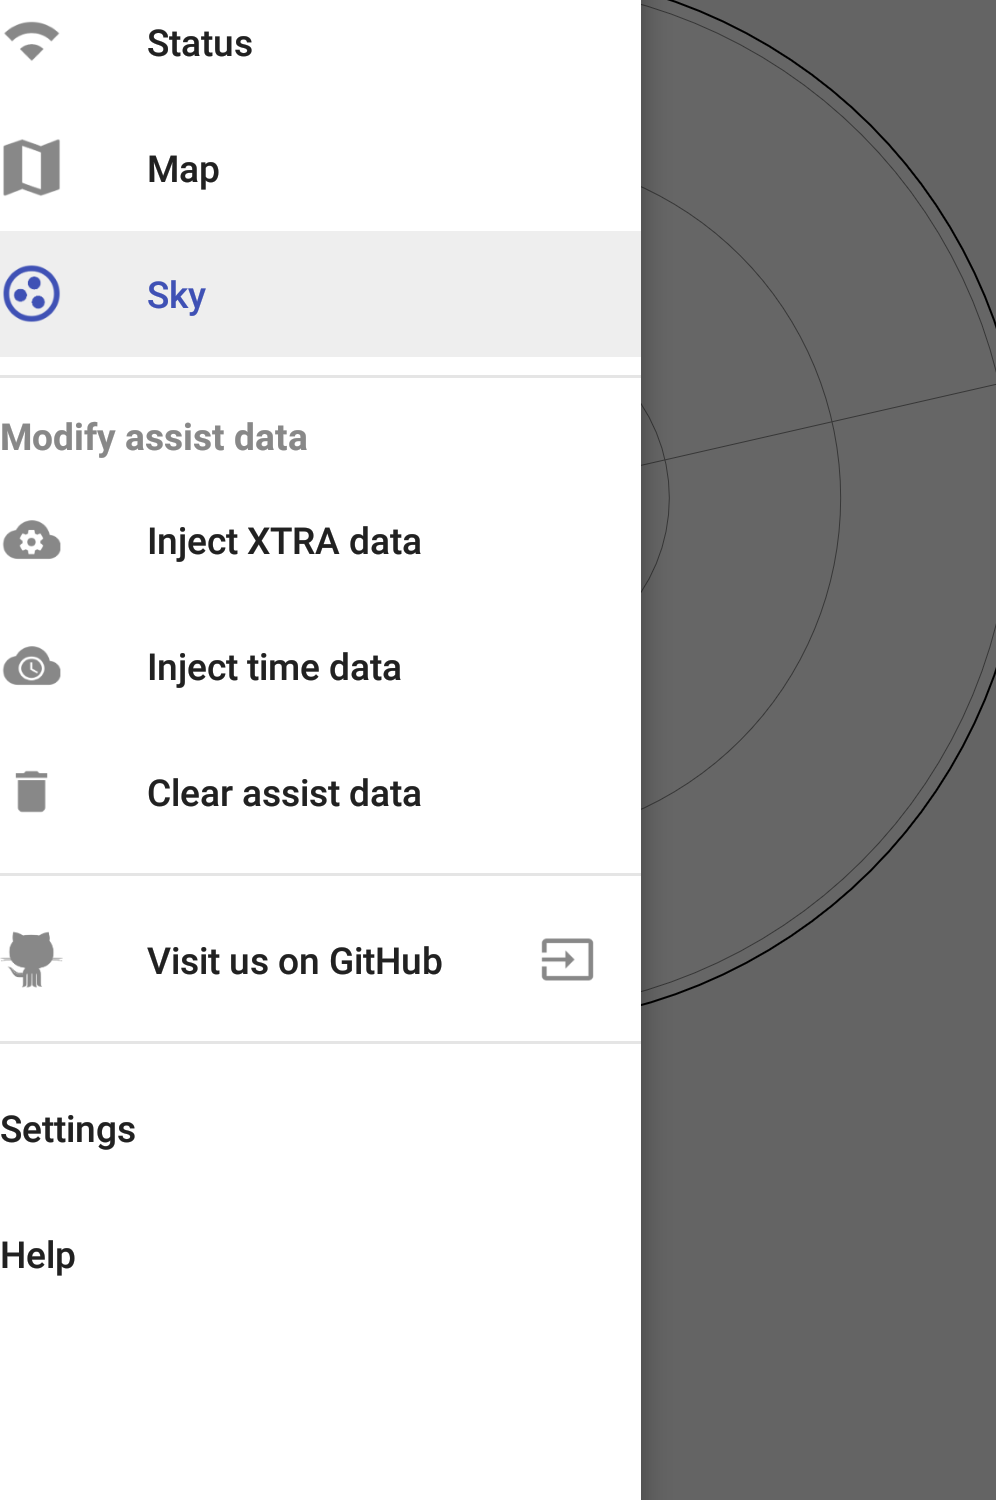 Status
Map
Sky
Modify assist data
Inject XTRA data
Inject time data
Clear assist data
Visit us on GitHub
Settings
Help